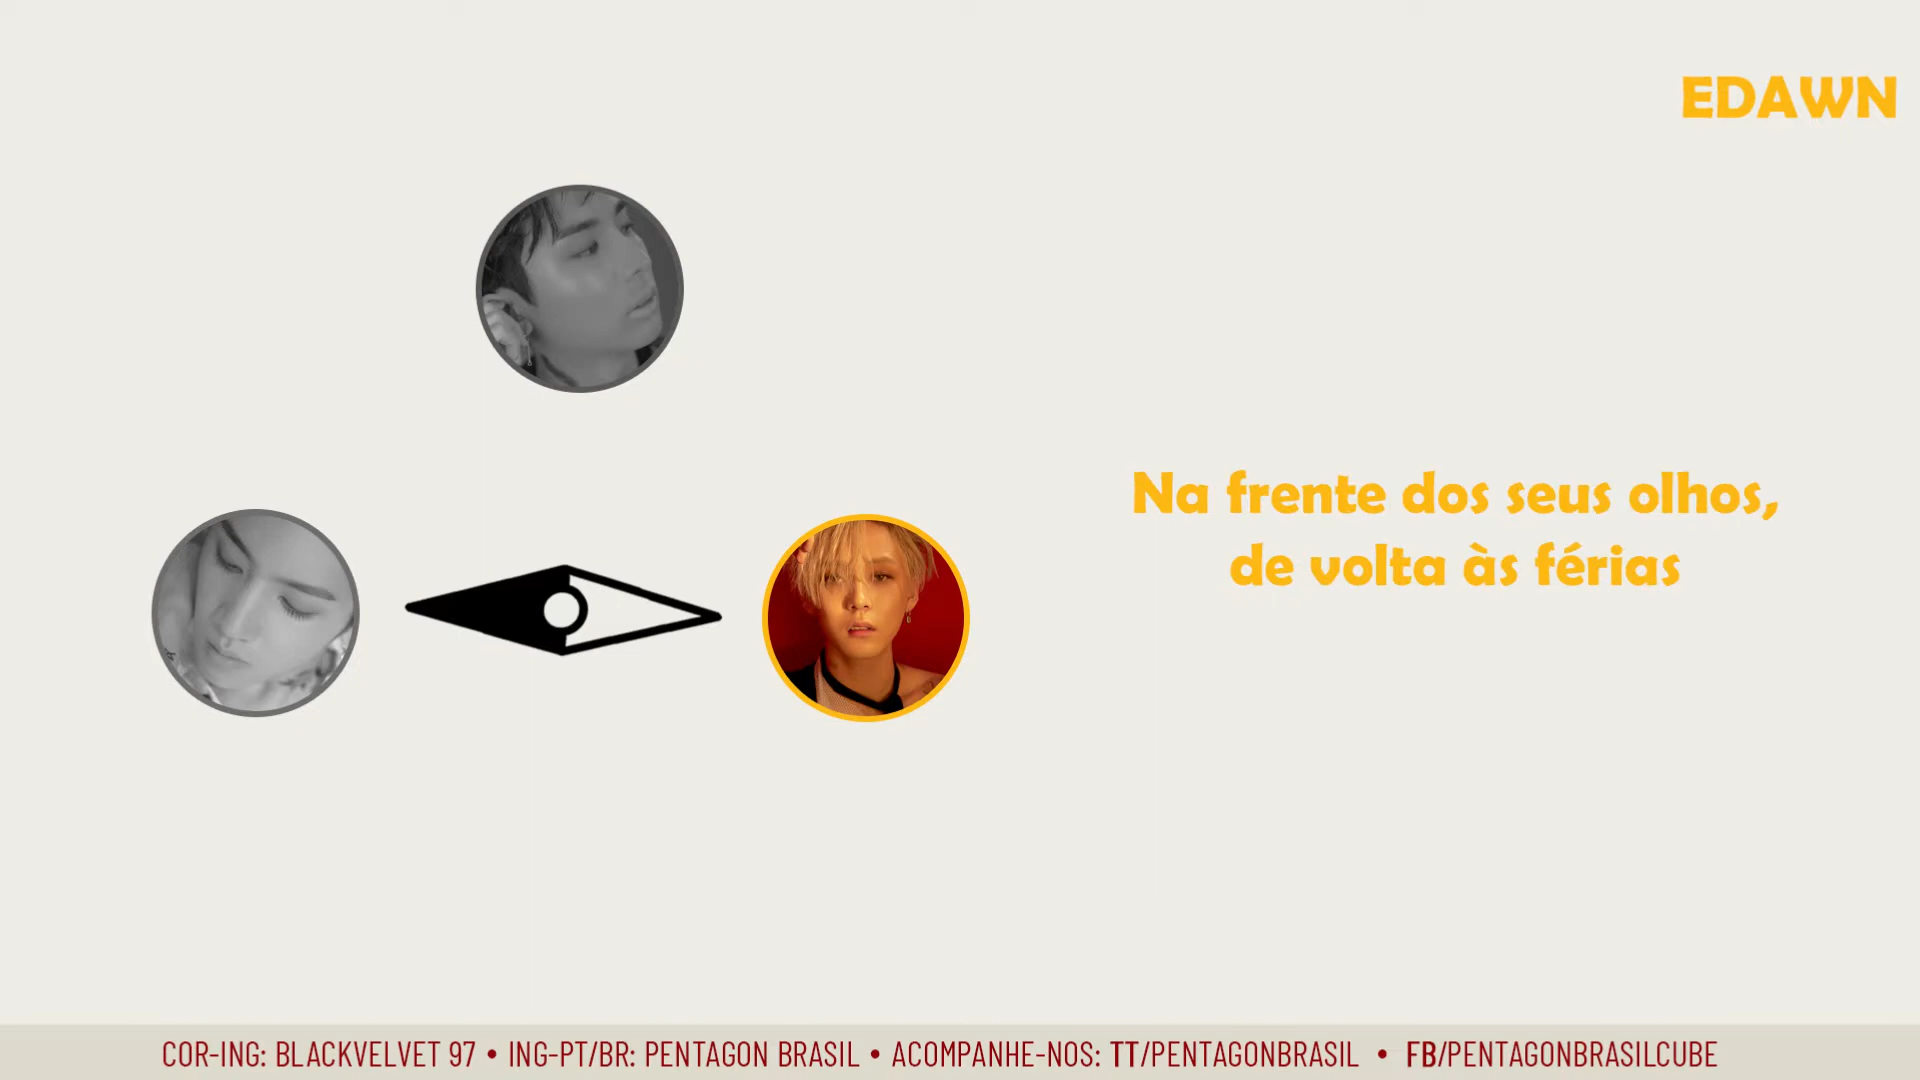 EDAWN
Na frente dos seus olhos,
de volta às férias
COR-ING: BLACKVELVET 97 • ING-PT/BR: PENTAGON BRASIL • ACOMPANHE-NOS: TT/PENTAGONBRASIL • FB/PENTAGONBRASILCUBE